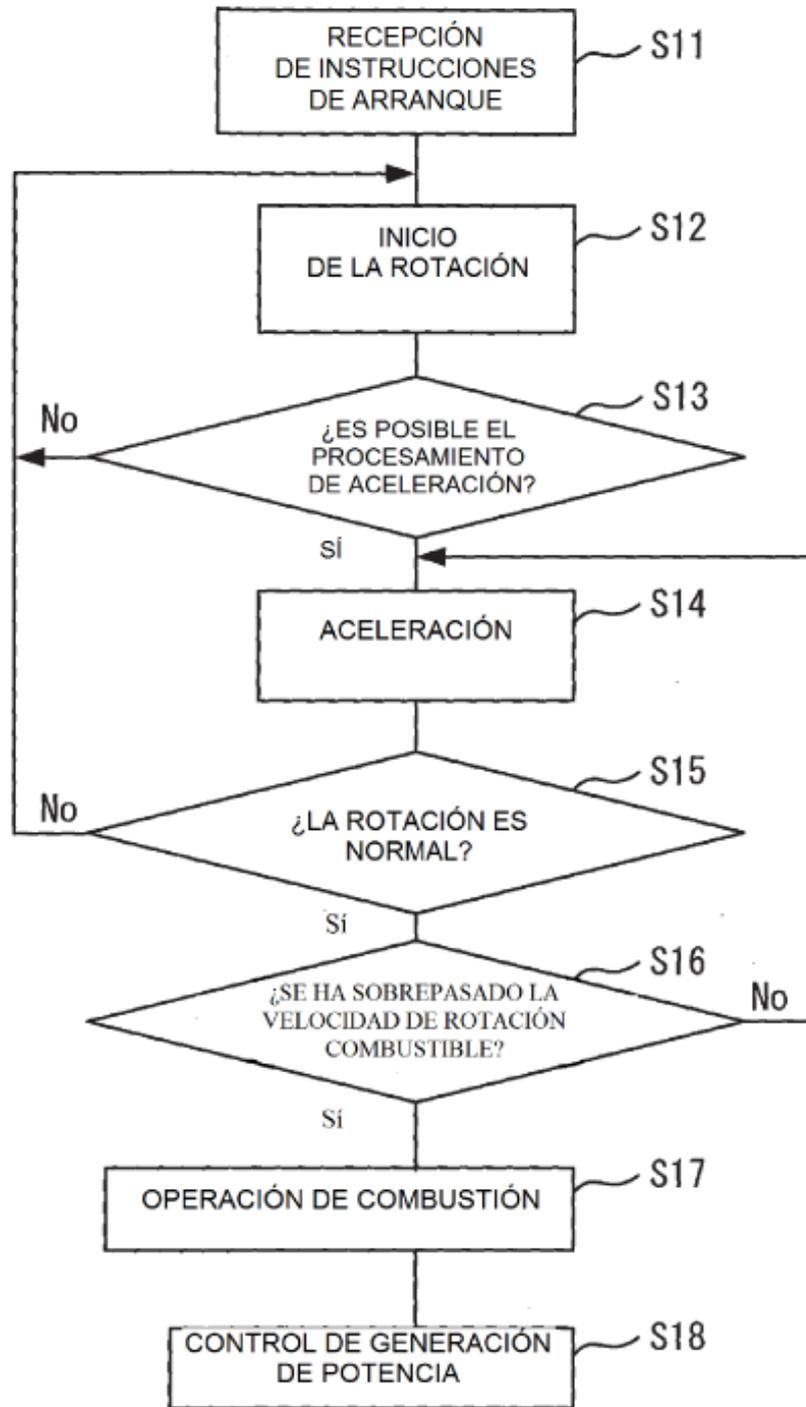 RECEPCIÓN
DE INSTRUCCIONES
DE ARRANQUE
S11
INICIO
DE LA ROTACIÓN
S12
S13
No
¿ES POSIBLE EL
PROCESAMIENTO
DE ACELERACIÓN?
SÍ
ACELERACIÓN
S14
S15
No
¿LA ROTACIÓN ES
NORMAL?
Sí
S16
¿SE HA SOBREPASADO LA
VELOCIDAD DE ROTACIÓN
COMBUSTIBLE?
No
Sí
OPERACIÓN DE COMBUSTIÓN
S17
CONTROL DE GENERACIÓN
DE POTENCIA
S18